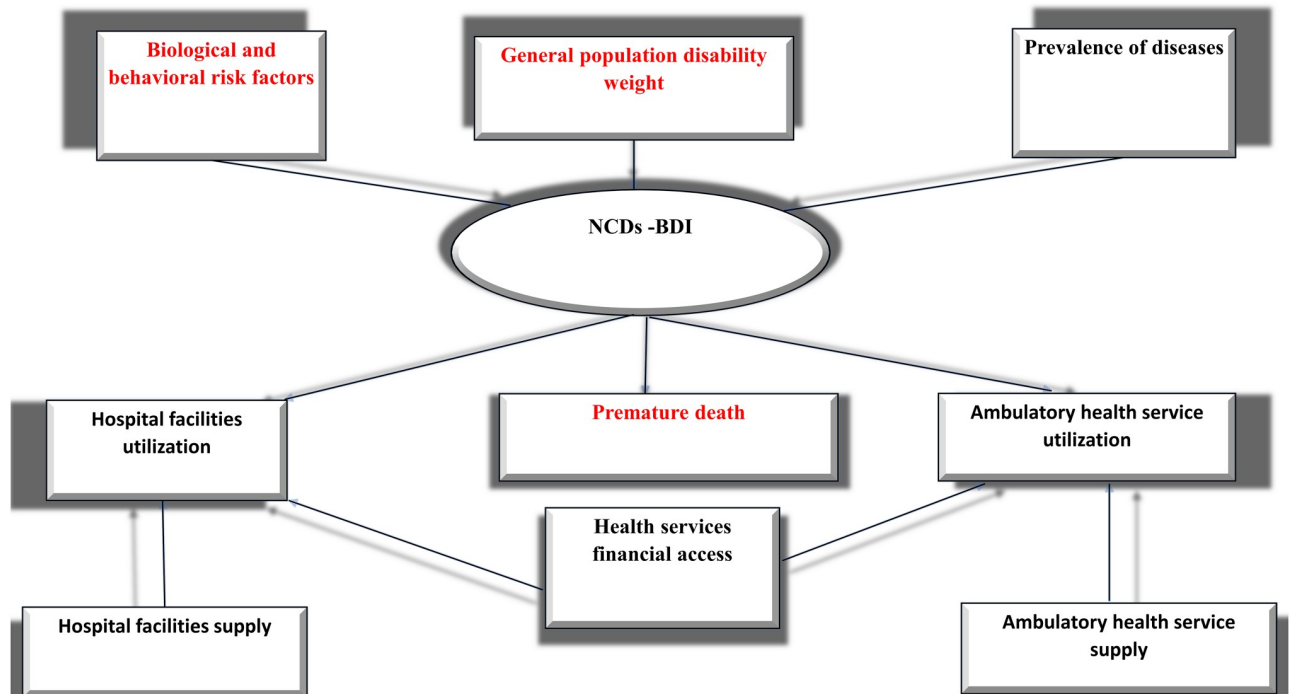 Biological and
behavioral risk factors
General population disability
weight
Prevalence of diseases
NCDs -BDI
Hospital facilities
utilization
Premature death
Ambulatory health service
utilization
Health services
financial access
Hospital facilities supply
Ambulatory health service
supply